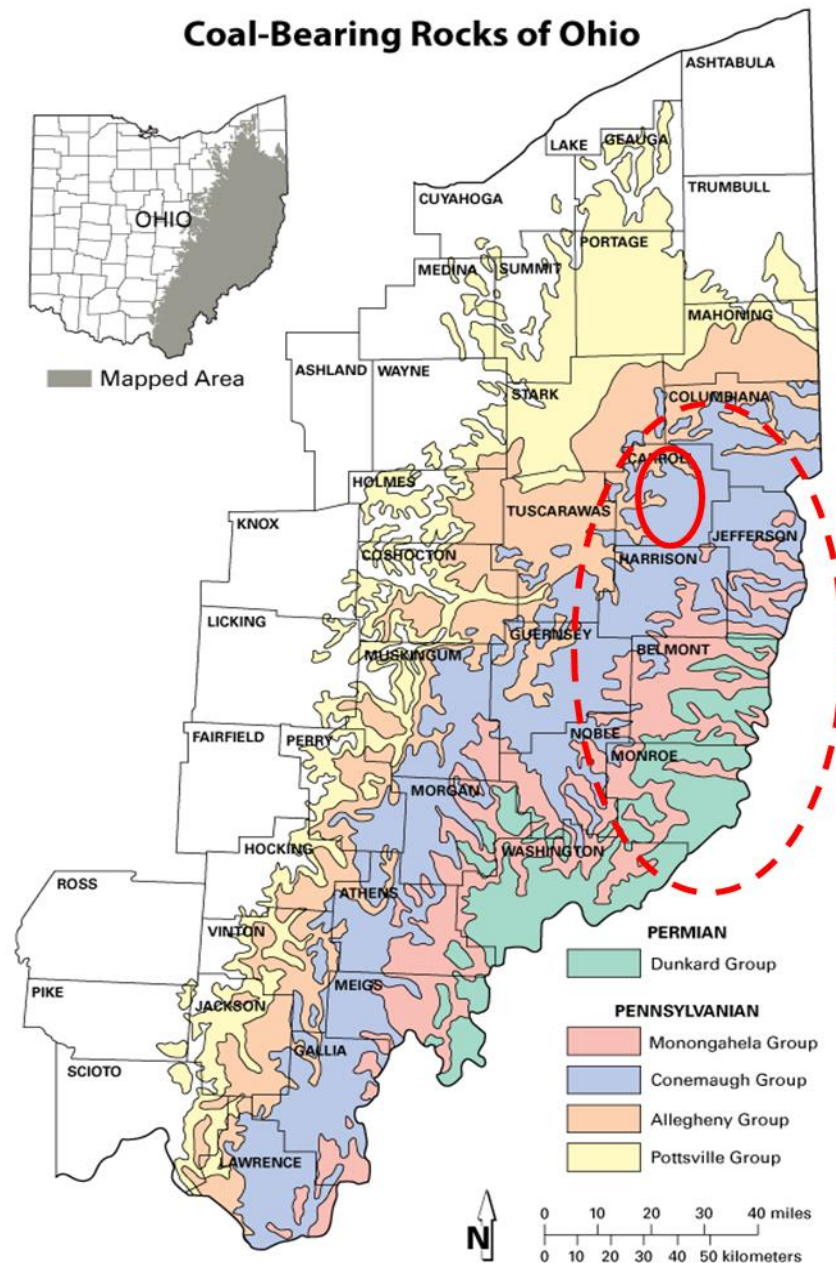 Coal-Bearing Rocks of Ohio
OHIO
Mapped Area
ASHTABULA
LAKE
GEAUGA
TRUMBULL
CUYAHOGA
PORTAGE
MEDINA
SUMMIT
MAHONING
ASHLAND
WAYNE
STARK
COLUMBIANA
CARROLL
HOLMES
TUSCARAWAS
KNOX
JEFFERSON
COSHOCTON
HARRISON
LICKING
GUERNSEY
MUSKINGUM
BELMONT
FAIRFIELD
PERRY
NOBLE
MONROE
MORGAN
HOCKING
WASHINGTON
ROSS
ATHENS
VINTON
PIKE
MEIGS
JACKSON
GALLIA
SCIOTO
LAWRENCE
PERMIAN
Dunkard Group
PENNSYLVANIAN
Monongahela Group
Conemaugh Group
Allegheny Group
Pottsville Group
N
0 10 20 30 40 miles
0 10 20 30 40 50 kilometers